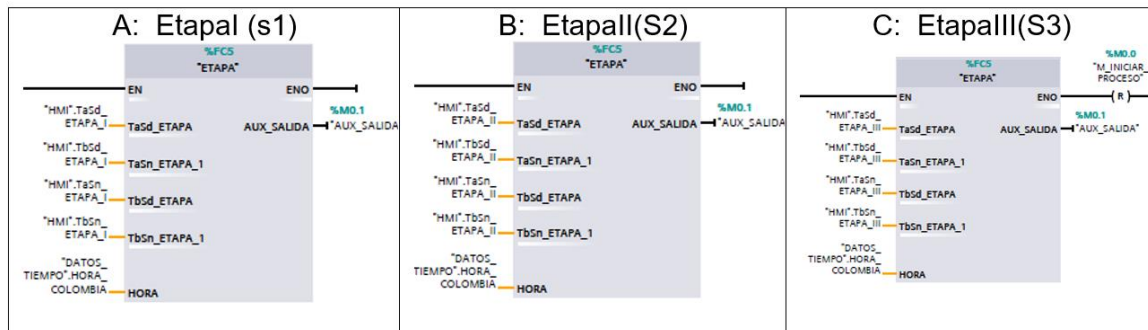 A: EtapaI (s1)
%FC5
"ETAPA"
EN ENO
"HMI".TaSd_
ETAPA_I
TaSd_ETAPA
%M0.1
AUX_SALIDA "AUX_SALIDA
"HMI".TbSd_
ETAPA_I
TaSn_ETAPA_1
"HMI".TaSn_
ETAPA_I
TbSd_ETAPA
"HMI".TbSn_
ETAPA_I
TbSn_ETAPA_1
"DATOS_
TIEMPO".HORA_
COLOMBIA
HORA
B: EtapaII(S2)
%FC5
"ETAPA"
EN ENO
"HMI".TaSd_
ETAPA_II
TaSd_ETAPA
%M0.1
AUX_SALIDA "AUX_SALIDA
"HMI".TbSd_
ETAPA_II
TaSn_ETAPA_1
"HMI".TaSn_
ETAPA_II
TbSd_ETAPA
"HMI".TbSn_
ETAPA_II
TbSn_ETAPA_1
"DATOS_
TIEMPO".HORA_
COLOMBIA
HORA
C: EtapaIII(S3)
%FC5
"ETAPA"
%M0.0
"M_INICIAR_
PROCESO"
EN ENO
R
"HMI".TaSd_
ETAPA_III
TaSd_ETAPA
%M0.1
AUX_SALIDA "AUX_SALIDA"
"HMI".TbSd_
ETAPA_III
TaSn_ETAPA_1
"HMI".TaSn_
ETAPA_III
TbSd_ETAPA
"HMI".TbSn_
ETAPA_III
TbSn_ETAPA_1
"DATOS_
TIEMPO".HORA_
COLOMBIA
HORA